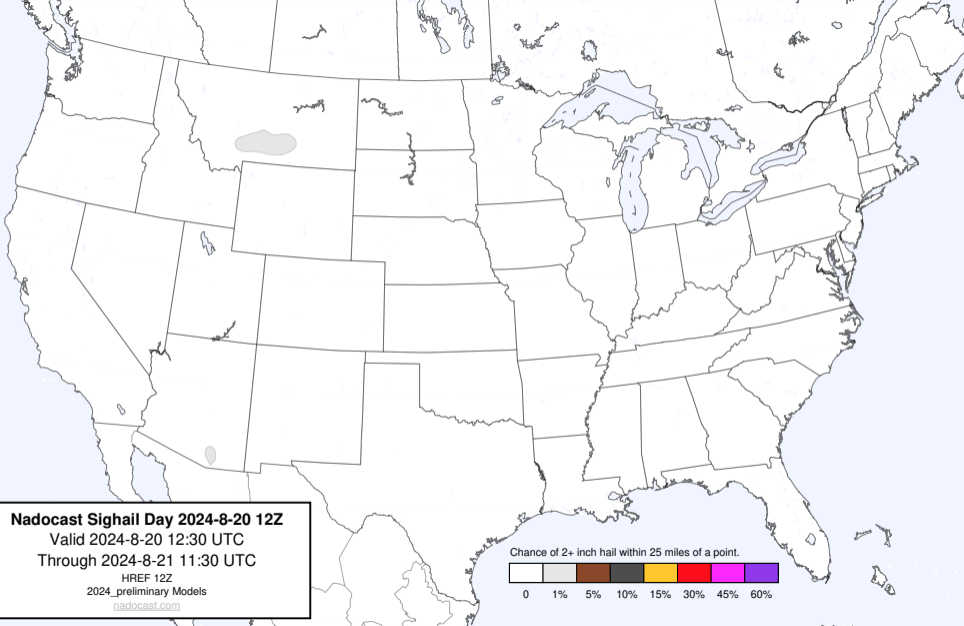 Nadocast Sighail Day 2024-8-20 12Z
Valid 2024-8-20 12:30 UTC
Through 2024-8-21 11:30 UTC
HREF 12Z
2024_preliminary Models
nadocast.com
Chance of 2+ inch hail within 25 miles of a point.
0 1% 5% 10% 15% 30% 45% 60%